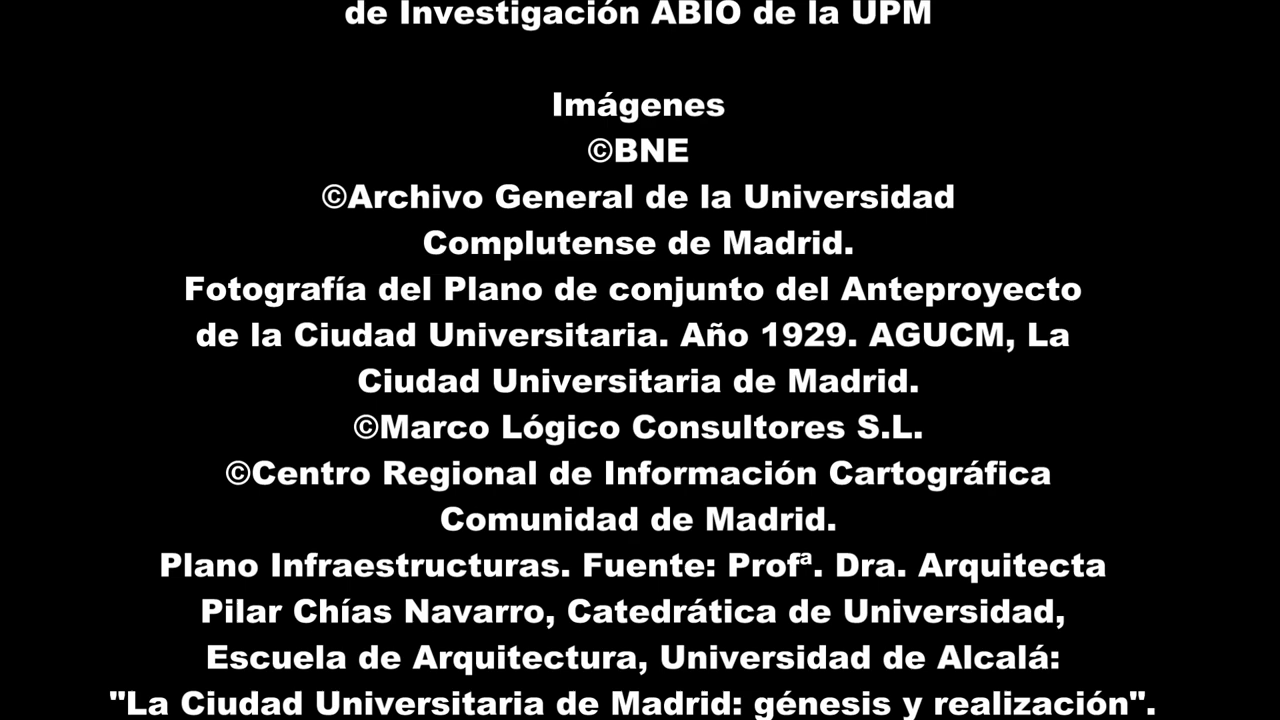 de Investigación ABIO de la UPM
Imágenes
©BNE
©Archivo General de la Universidad
Complutense de Madrid.
Fotografía del Plano de conjunto del Anteproyecto
de la Ciudad Universitaria. Año 1929. AGUCM, La
Ciudad Universitaria de Madrid.
©Marco Lógico Consultores S.L.
©Centro Regional de Información Cartográfica
Comunidad de Madrid.
Plano Infraestructuras. Fuente: Profª. Dra. Arquitecta
Pilar Chías Navarro, Catedrática de Universidad,
Escuela de Arquitectura, Universidad de Alcalá:
"La Ciudad Universitaria de Madrid: génesis y realización".